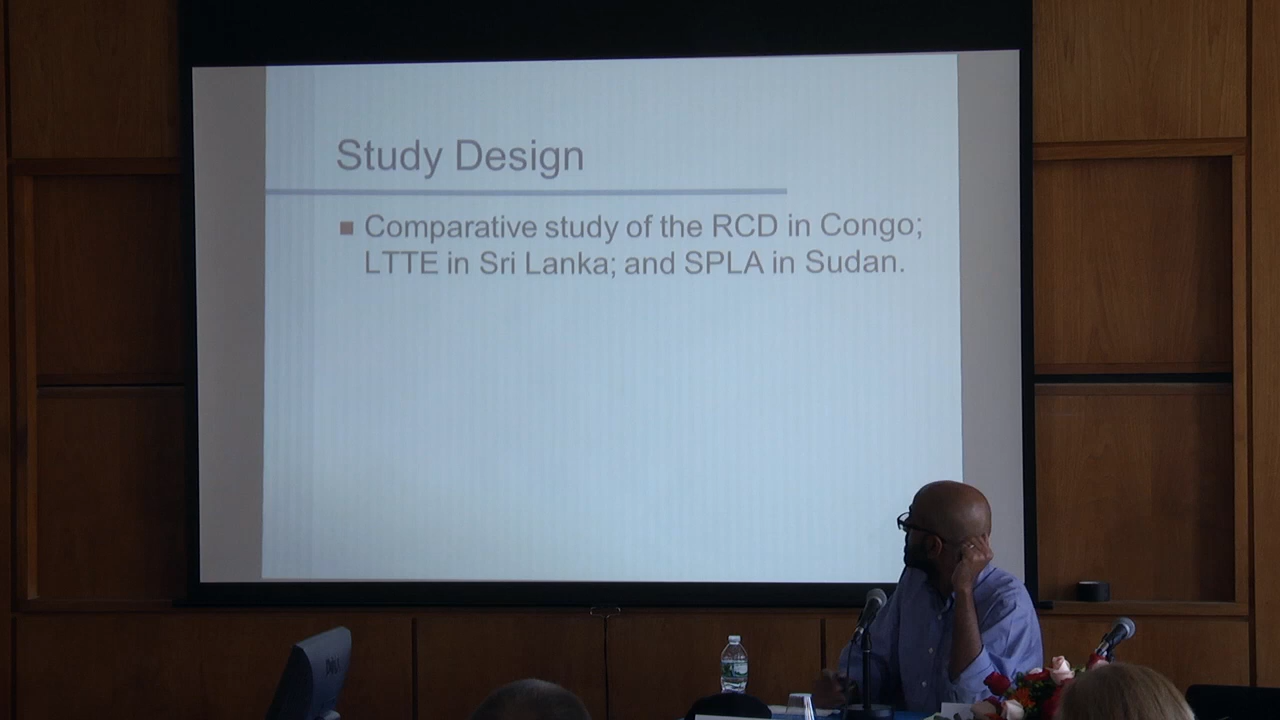 Study Design
Comparative study of the RCD in Congo;
LTTE in Sri Lanka; and SPLA in Sudan.